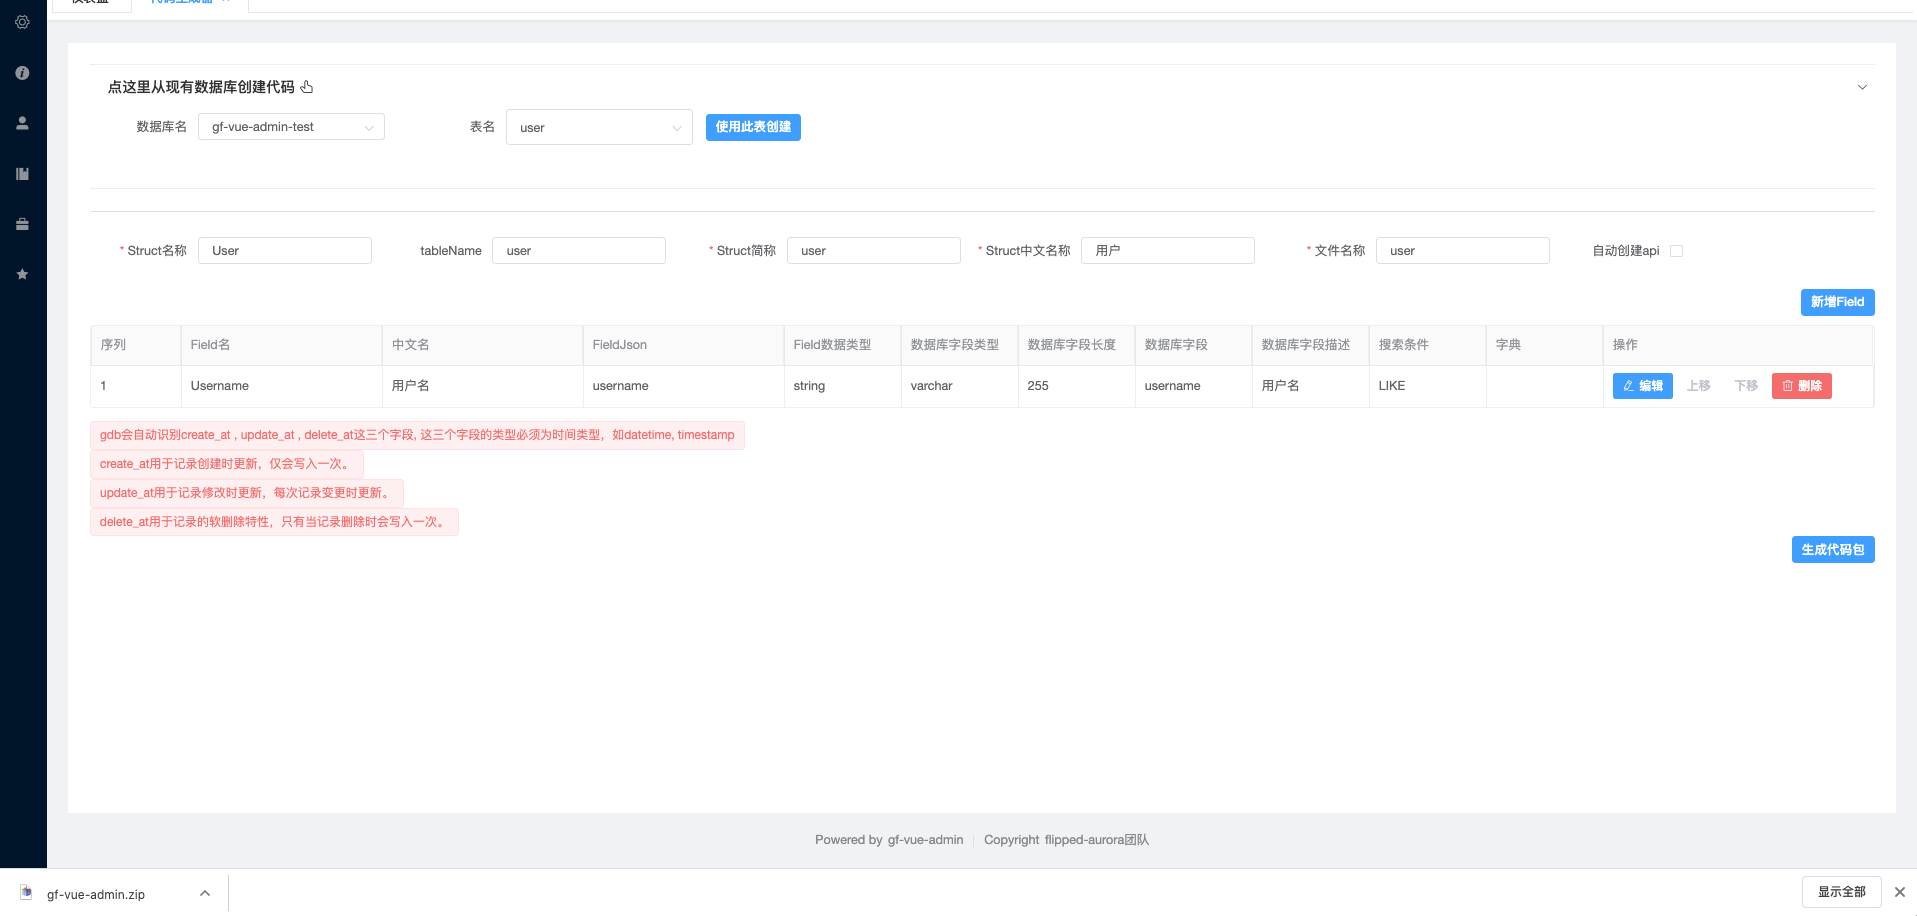 点这里从现有数据库创建代码
数据库名 gf-vue-admin-test 表名 user 使用此表创建
* Struct名称 User tableName user * Struct简称 user * Struct中文名称 用户 * 文件名称 user 自动创建api
新增Field
序列 Field名 中文名 FieldJson Field数据类型 数据库字段类型 数据库字段长度 数据库字段 数据库字段描述 搜索条件 字典 操作
1 Username 用户名 username string varchar 255 username 用户名 LIKE 编辑 上移 下移 删除
gdb会自动识别create_at , update_at , delete_at这三个字段, 这三个字段的类型必须为时间类型，如datetime, timestamp
create_at用于记录创建时更新，仅会写入一次。
update_at用于记录修改时更新，每次记录变更时更新。
delete_at用于记录的软删除特性，只有当记录删除时会写入一次。
生成代码包
Powered by gf-vue-admin Copyright flipped-aurora团队
gf-vue-admin.zip 显示全部